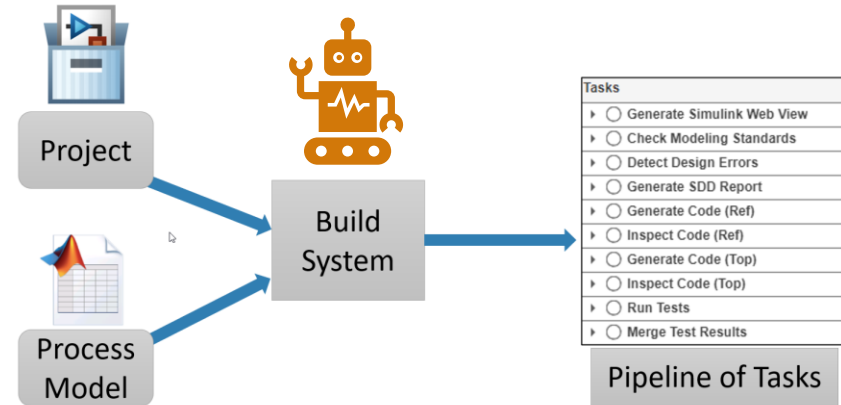 Project
Process
Model
Build
System
Tasks
Generate Simulink Web View
Check Modeling Standards
Detect Design Errors
Generate SDD Report
Generate Code (Ref)
Inspect Code (Ref)
Generate Code (Top)
Inspect Code (Top)
Run Tests
Merge Test Results
Pipeline of Tasks